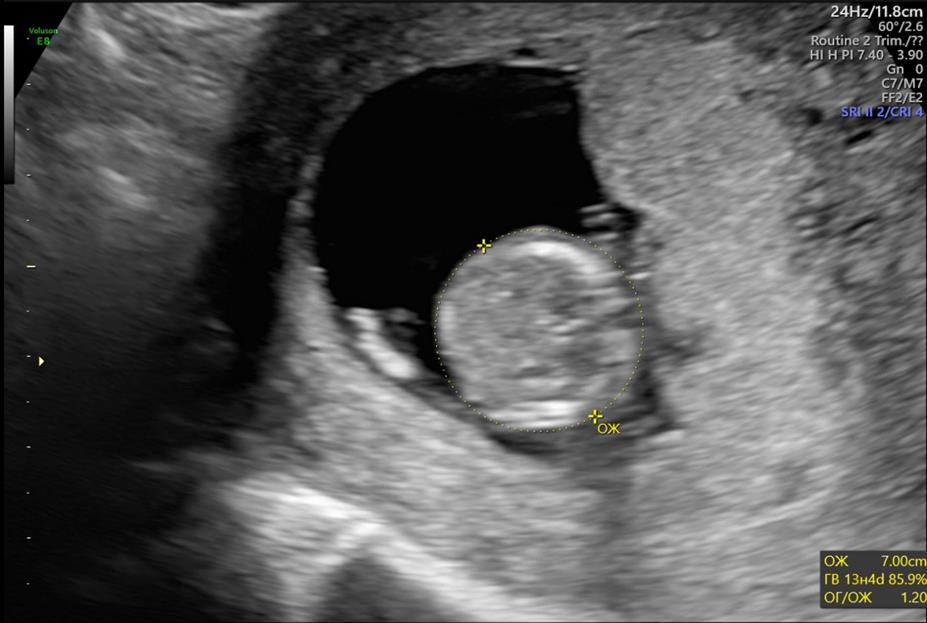 Voluson
E8
24Hz/11.8cm
60°/2.6
Routine 2 Trim./??
HI H PI 7.40 - 3.90
Gn 0
C7/M7
FF2/E2
SRI II 2/CRI 4
ОЖ
ОЖ 7.00cm
ГВ 13н4d 85.9%
ОГ/ОЖ 1.20